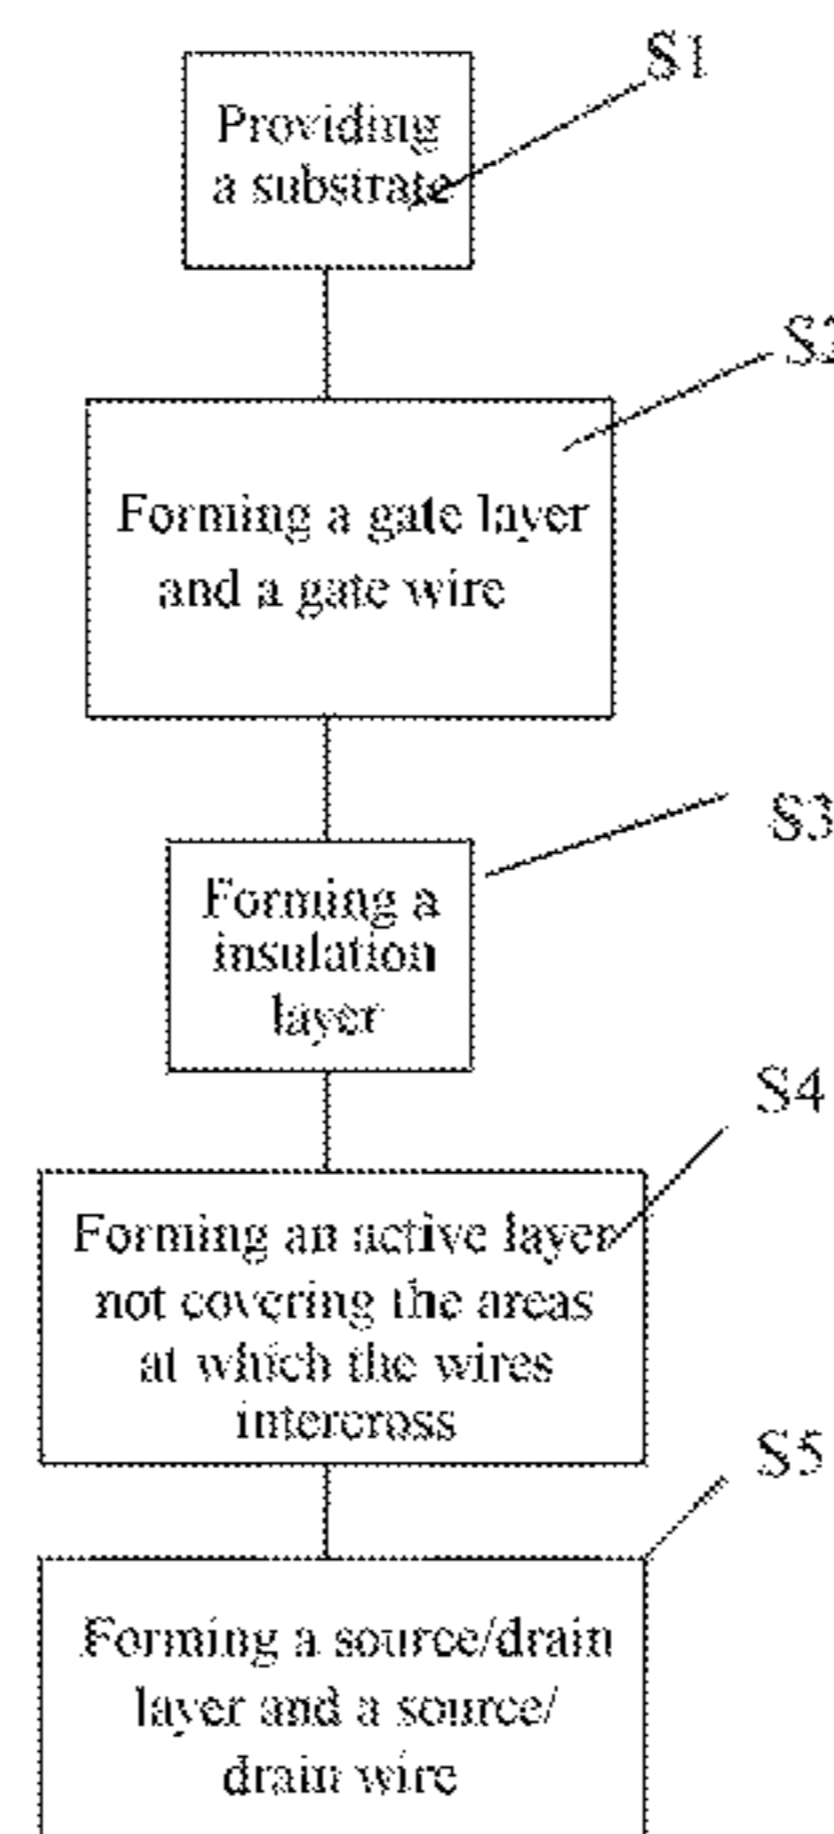 S1
Providing
a substrate
S2
Forming a gate layer
and a gate wire
S3
Forming a
insulation
layer
S4
Forming an active layer
not covering the areas
at which the wires
intercross
S5
Forming a source/drain
layer and a source/
drain wire